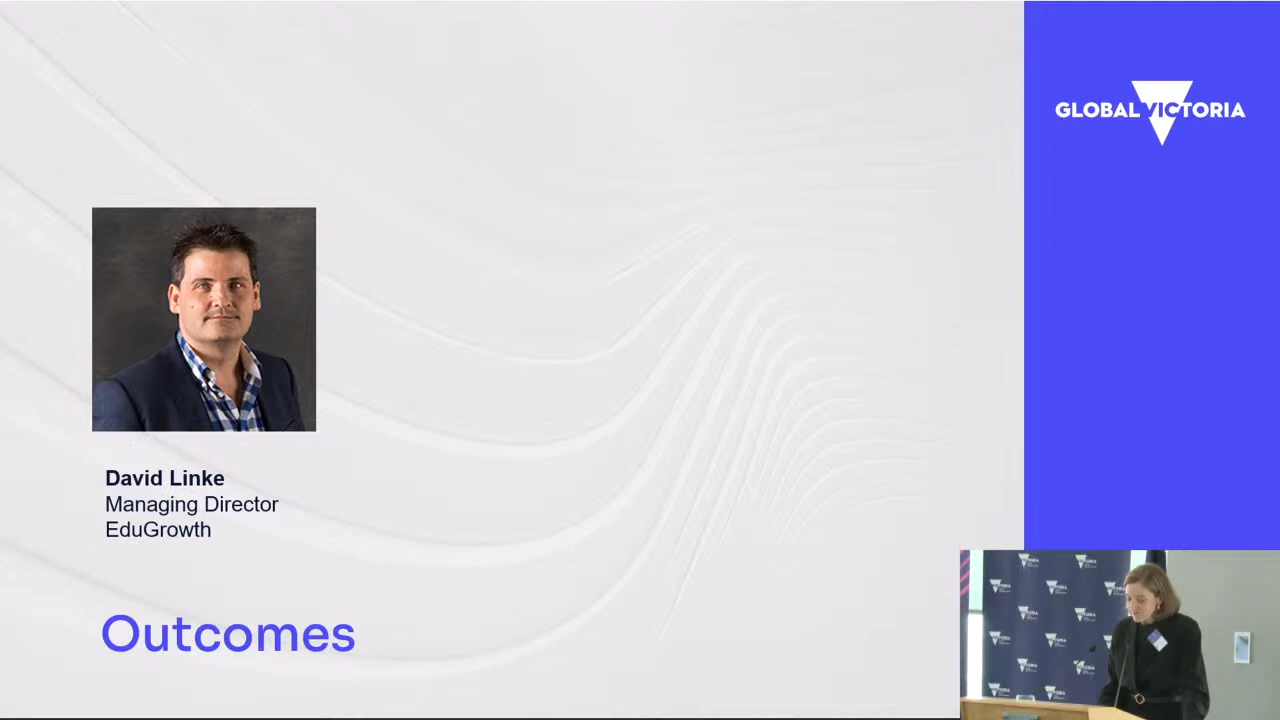 GLOBAL VICTORIA
David Linke
Managing Director
EduGrowth
Outcomes